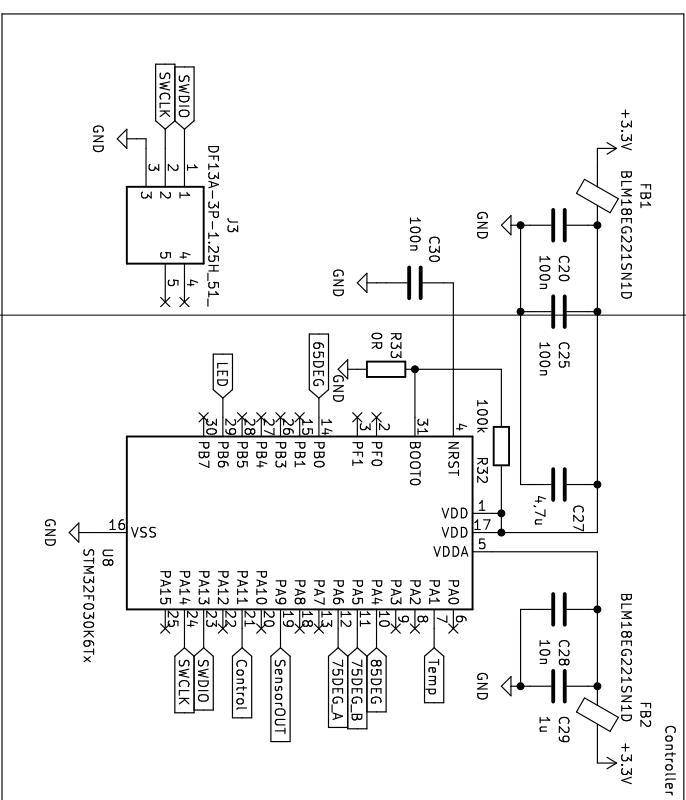 Controller
+3.3V
FB1
BLM18EG221SN1D
GND
C20
100n
C25
100n
C27
4,7u
BLM18EG221SN1D
FB2
+3.3V
C28
10n
C29
1u
GND
C30
100n
GND
R33
0R
GND
100k
R32
SWDIO
SWCLK
GND
DF13A-3P-1.25H_51_
J3
1
2
3
1
2
3
4
5
4
5
65DEG
LED
4
NRST
31
BOOT0
2
PF0
3
PF1
14
PB0
15
PB1
26
PB3
27
PB4
28
PB5
29
PB6
30
PB7
VDD
1
VDD
17
VDDA
5
16
VSS
GND
U8
STM32F030K6Tx
PA0
6
PA1
7
PA2
8
PA3
9
PA4
10
PA5
11
PA6
12
PA7
13
PA8
18
PA9
19
PA10
20
PA11
21
PA12
22
PA13
23
PA14
24
PA15
25
Temp
85DEG
75DEG_B
75DEG_A
SensorOUT
Control
SWDIO
SWCLK